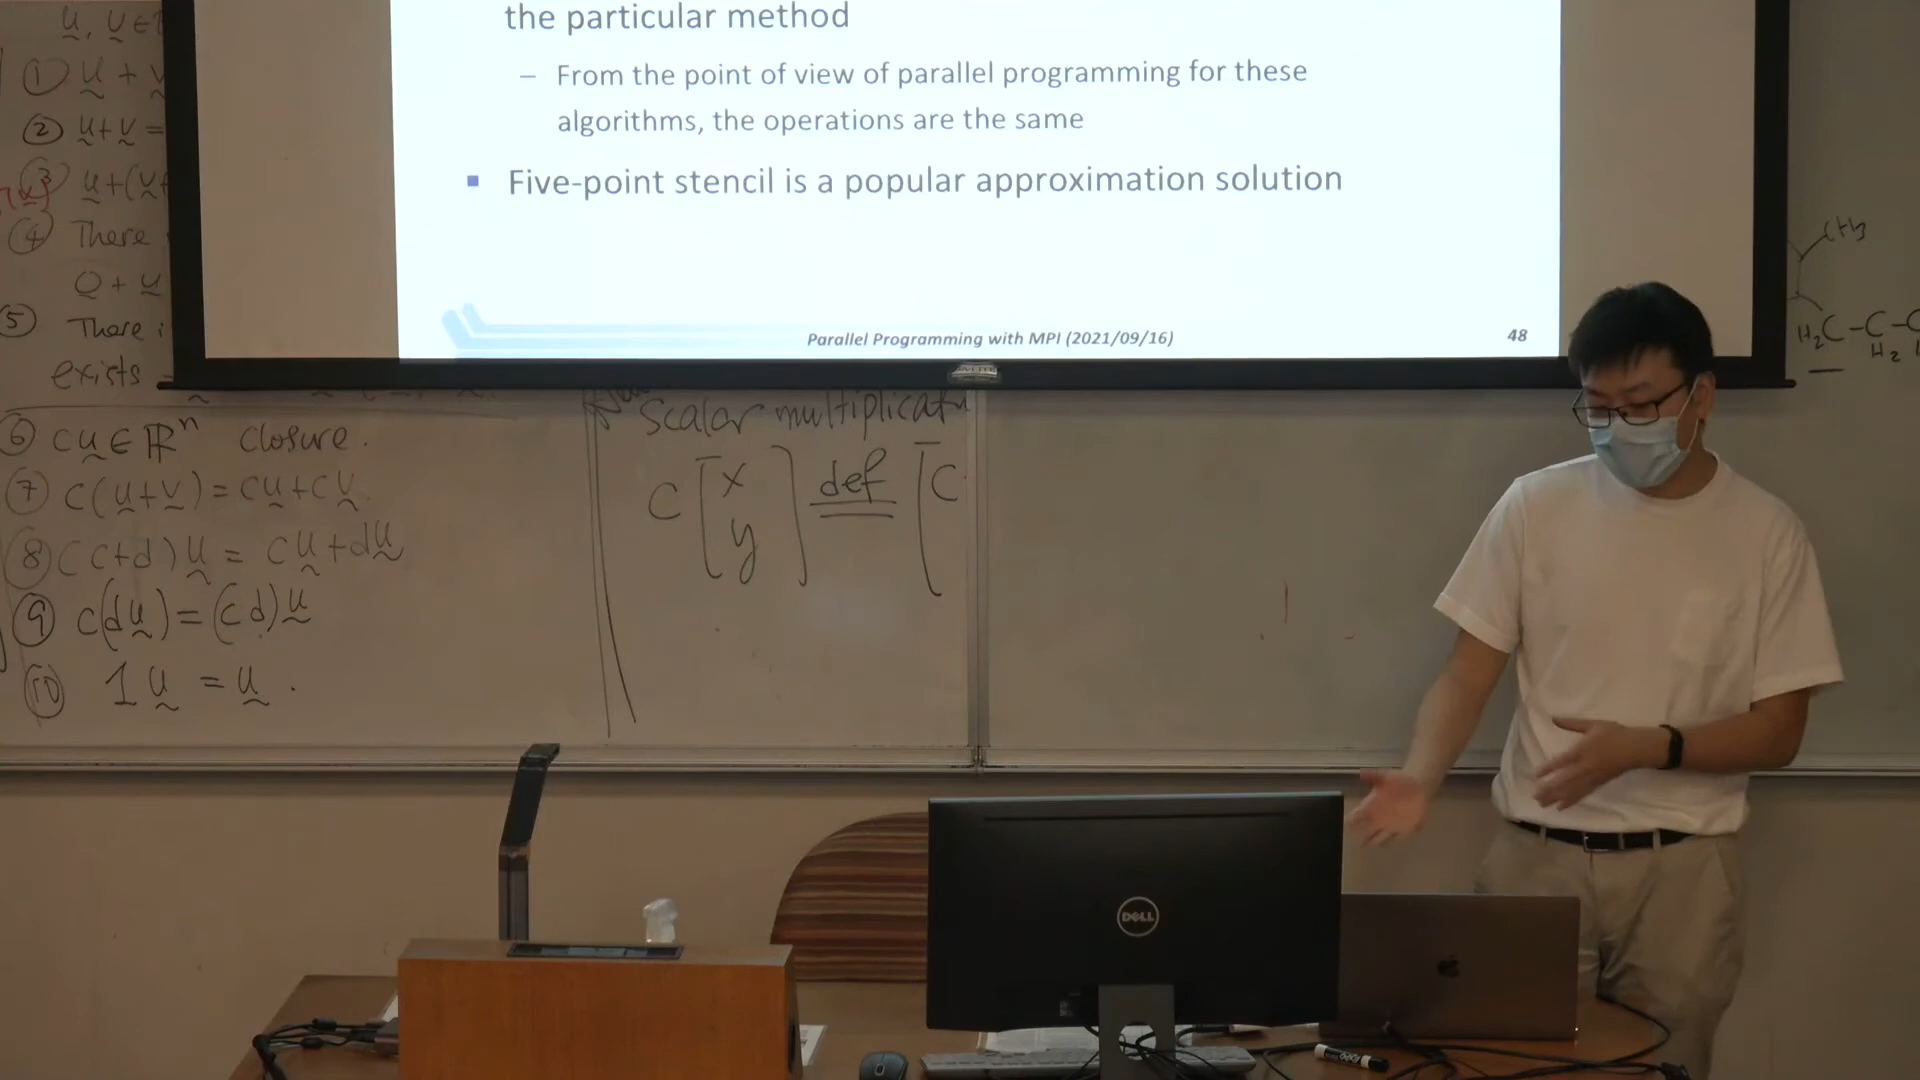 the particular method
– From the point of view of parallel programming for these
algorithms, the operations are the same
▪ Five-point stencil is a popular approximation solution
Parallel Programming with MPI (2021/09/16)
48
u, v ∈
① u + v
② u + v =
③ u + (v +
④ There
0 + u
⑤ There i
exists
⑥ cu ∈ ℝⁿ closure.
⑦ c(u + v) = cu + cv
⑧ (c+d)u = cu + du
⑨ c(du) = (cd)u
⑩ 1u = u.
Scalar multiplicat
c [x y] def [c
CH₃
H₂C-C-C
H₂
DELL